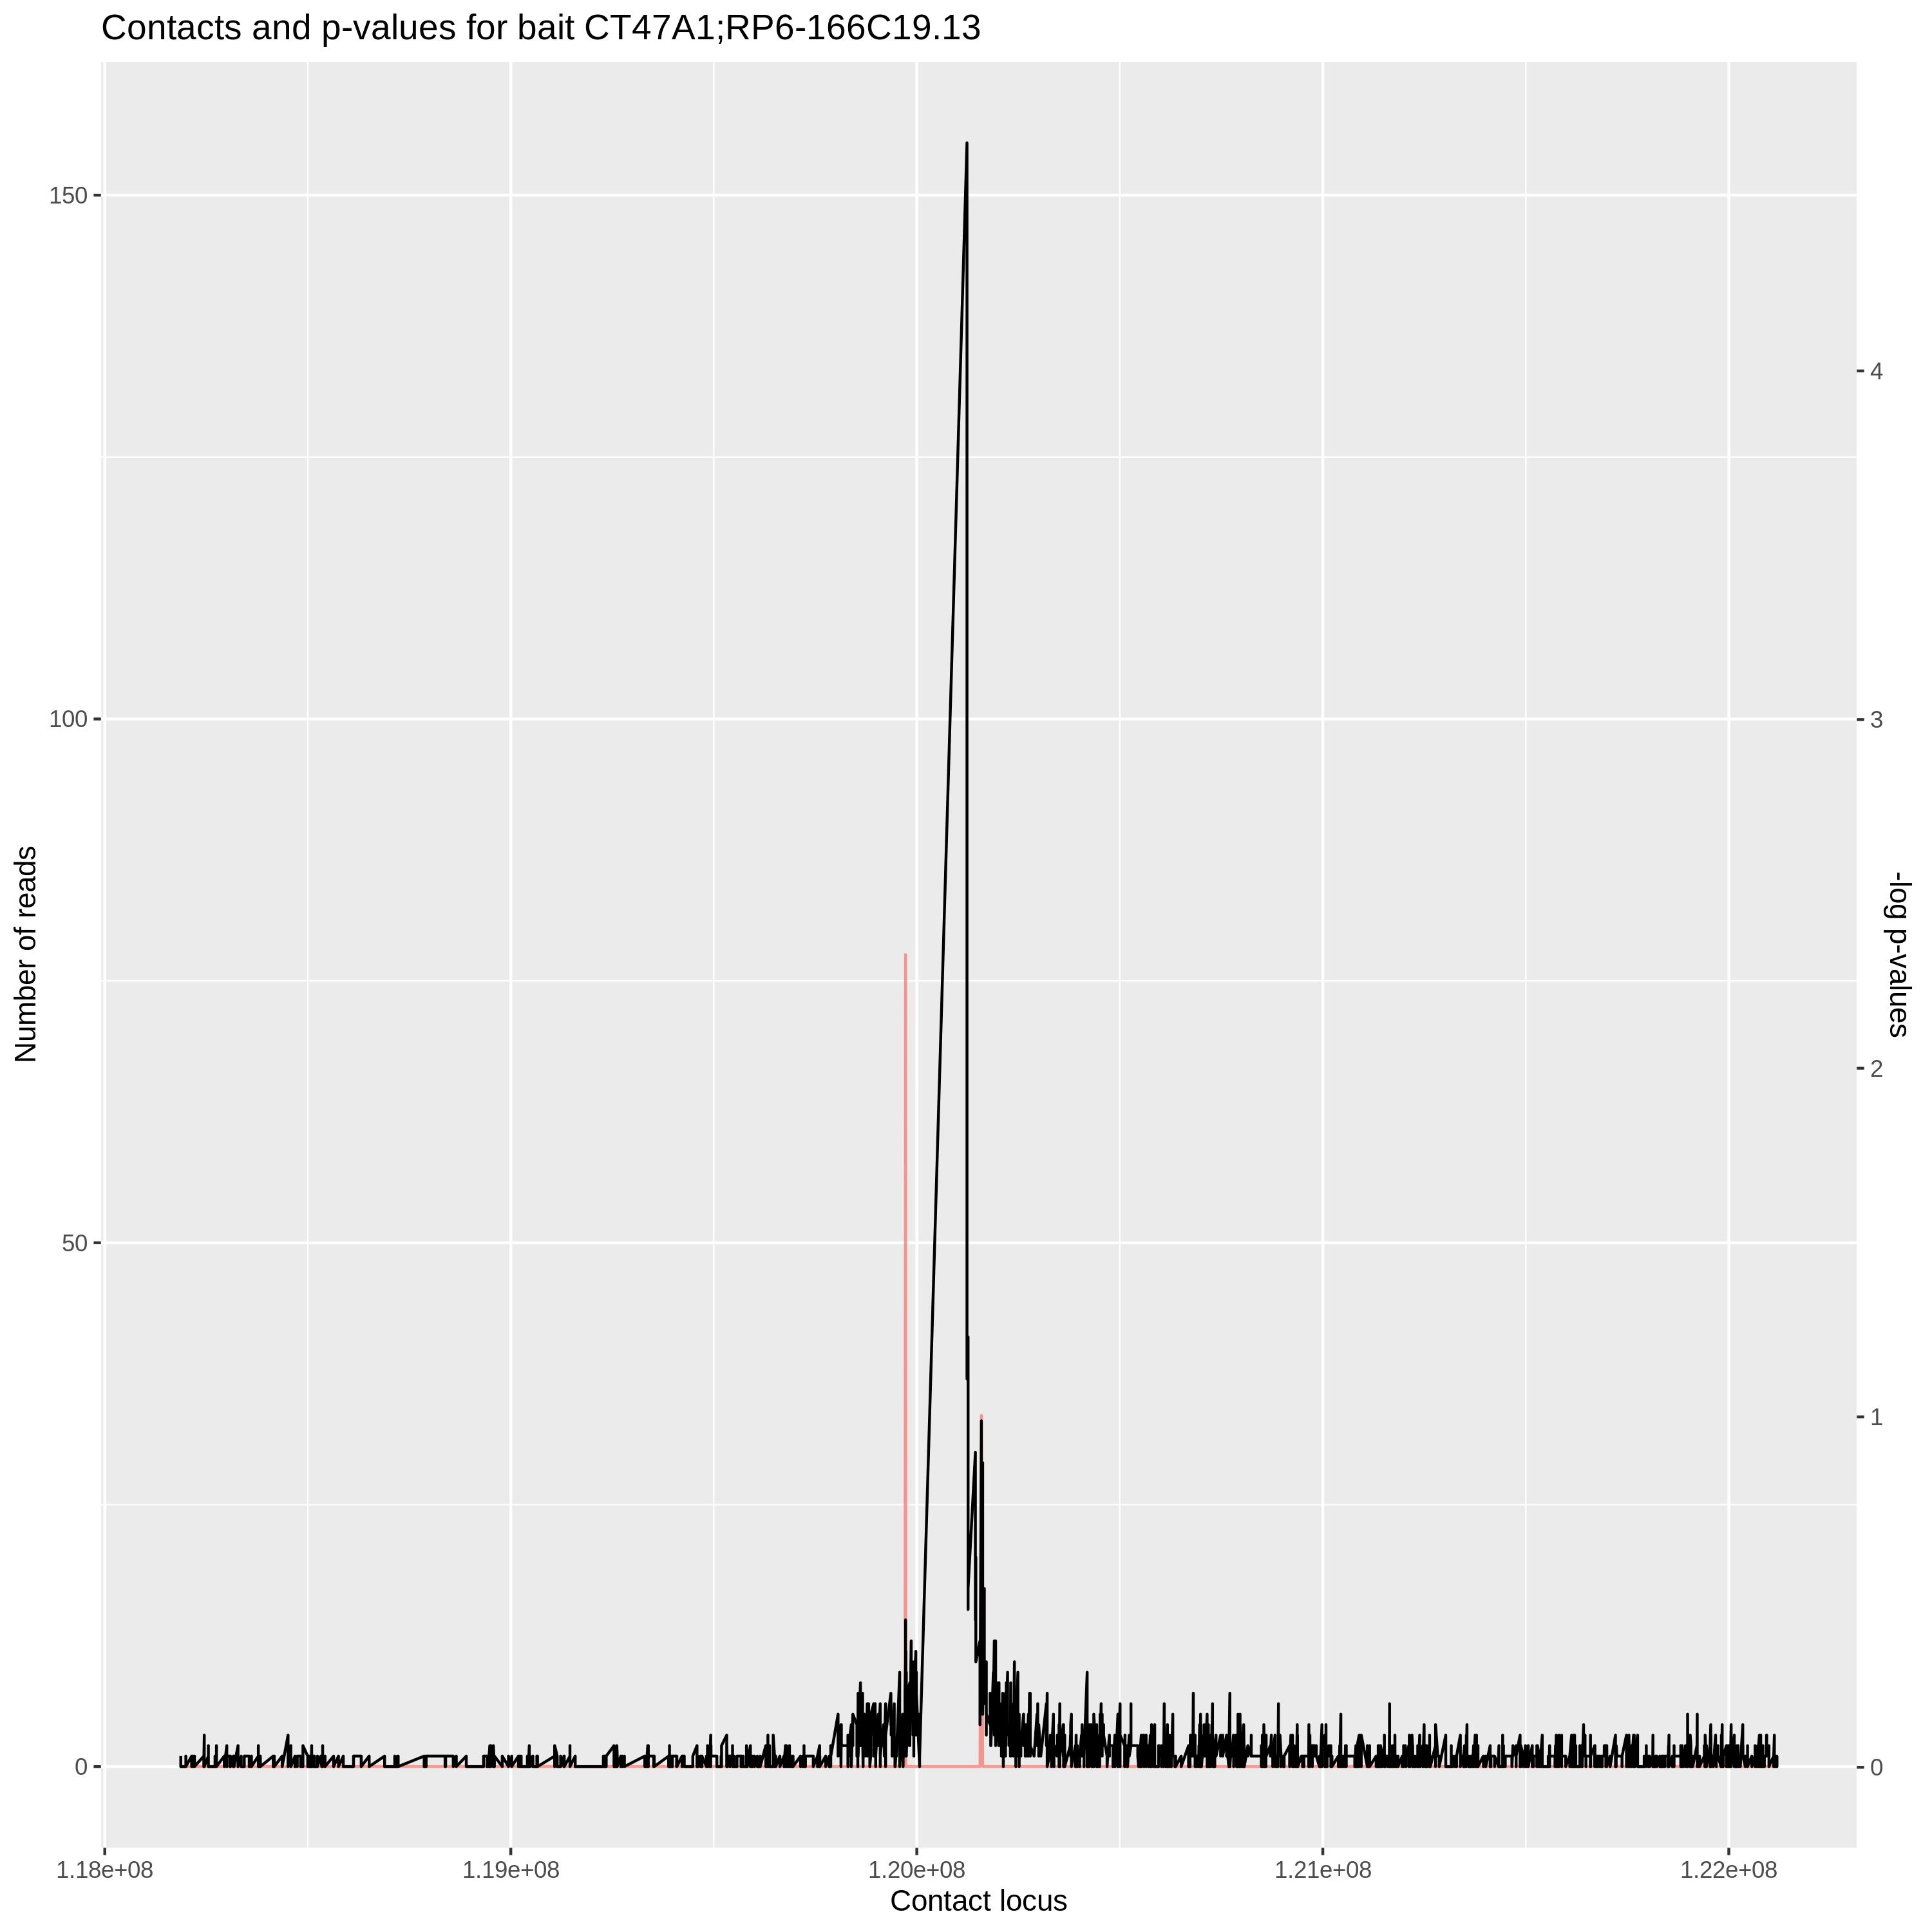 Contacts and p-values for bait CT47A1;RP6-166C19.13
150
100
50
0
Number of reads
4
3
2
1
0
-log p-values
1.18e+08
1.19e+08
1.20e+08
1.21e+08
1.22e+08
Contact locus